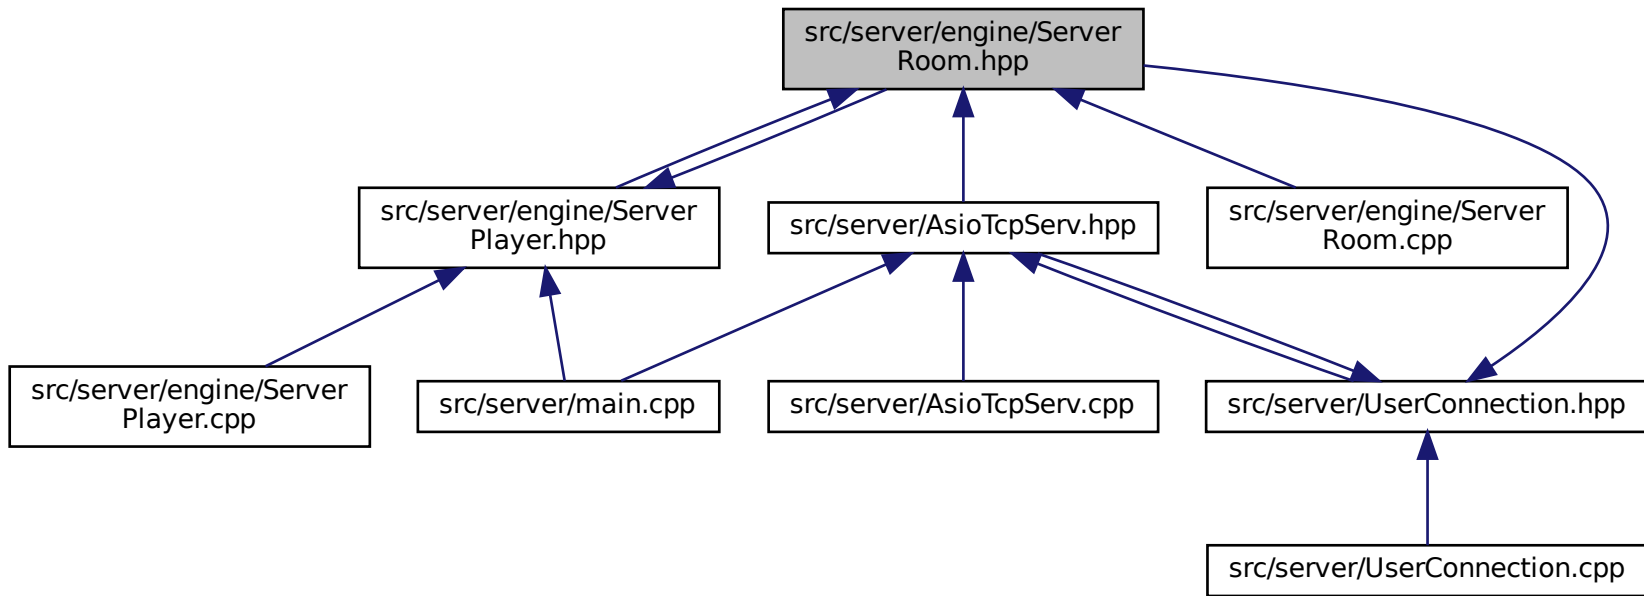 src/server/engine/Server
Room.hpp
src/server/engine/Server
Player.hpp
src/server/AsioTcpServ.hpp
src/server/engine/Server
Room.cpp
src/server/engine/Server
Player.cpp
src/server/main.cpp
src/server/AsioTcpServ.cpp
src/server/UserConnection.hpp
src/server/UserConnection.cpp